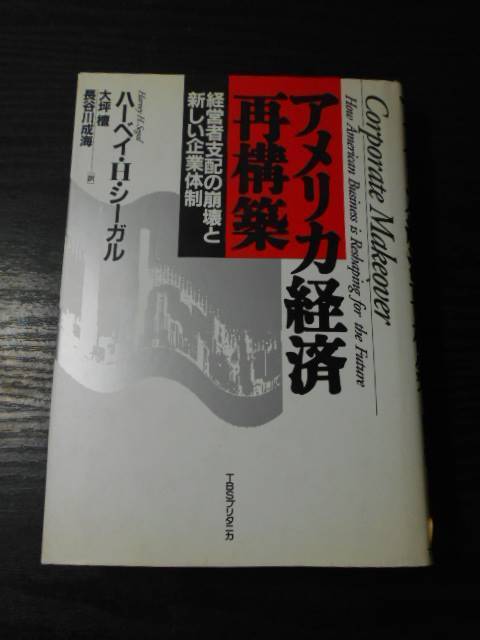 Corporate Makeover
How American Business is Reshaping for the Future
アメリカ経済
再構築
経営者支配の崩壊と
新しい企業体制
Harvey H. Segal
ハーベイ・H・シーガル
大坪 檀
長谷川成海
訳
TBSブリタニカ